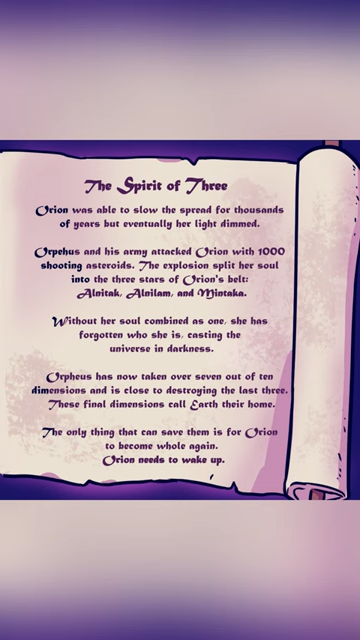 The Spirit of Three
Orion was able to slow the spread for thousands
of years but eventually her light dimmed.
Orpehus and his army attacked Orion with 1000
shooting asteroids. The explosion split her soul
into the three stars of Orion's belt:
Alnitak, Alnilam, and Mintaka.
Without her soul combined as one, she has
forgotten who she is, casting the
universe in darkness.
Orpheus has now taken over seven out of ten
dimensions and is close to destroying the last three.
These final dimensions call Earth their home.
The only thing that can save them is for Orion
to become whole again.
Orion needs to wake up.